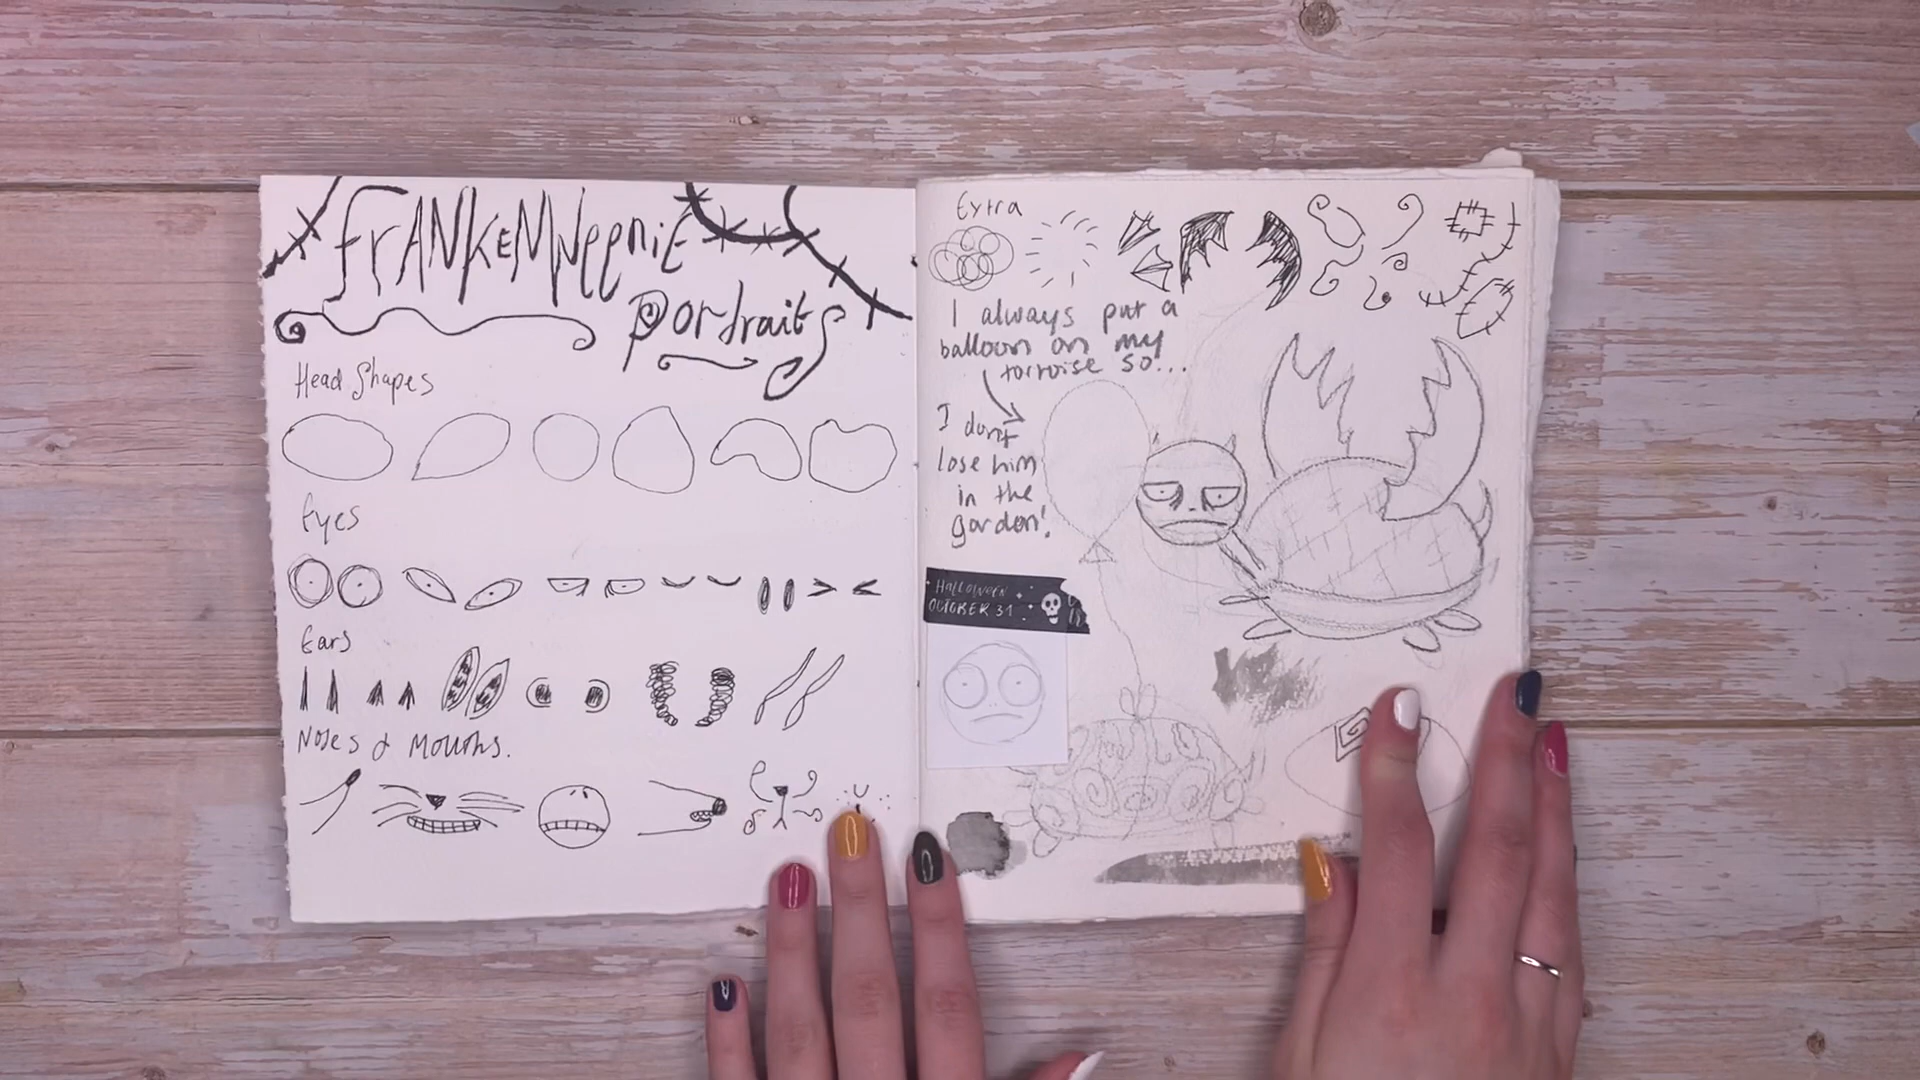 frANKENWeeniE
portraits
Head Shapes
Eyes
Ears
Noses & Mouths.
Extra
I always put a
balloon on my
tortoise so...
I don't
lose him
in the
garden!
Halloween
OCTOBER 31